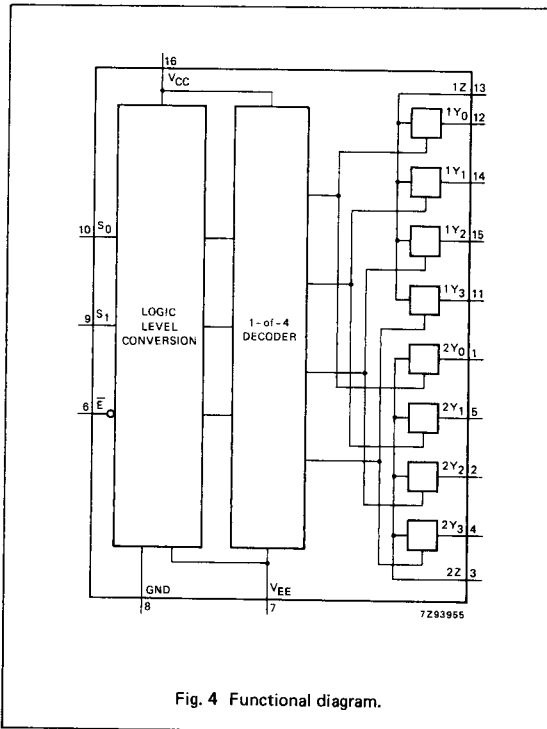 16
VCC
1Z 13
1Y0 12
1Y1 14
10 S0
1Y2 15
1Y3 11
9 S1
LOGIC
LEVEL
CONVERSION
1-of-4
DECODER
2Y0 1
6 E̅
2Y1 5
2Y2 2
2Y3 4
2Z 3
GND
8
VEE
7
7Z93955
Fig. 4 Functional diagram.